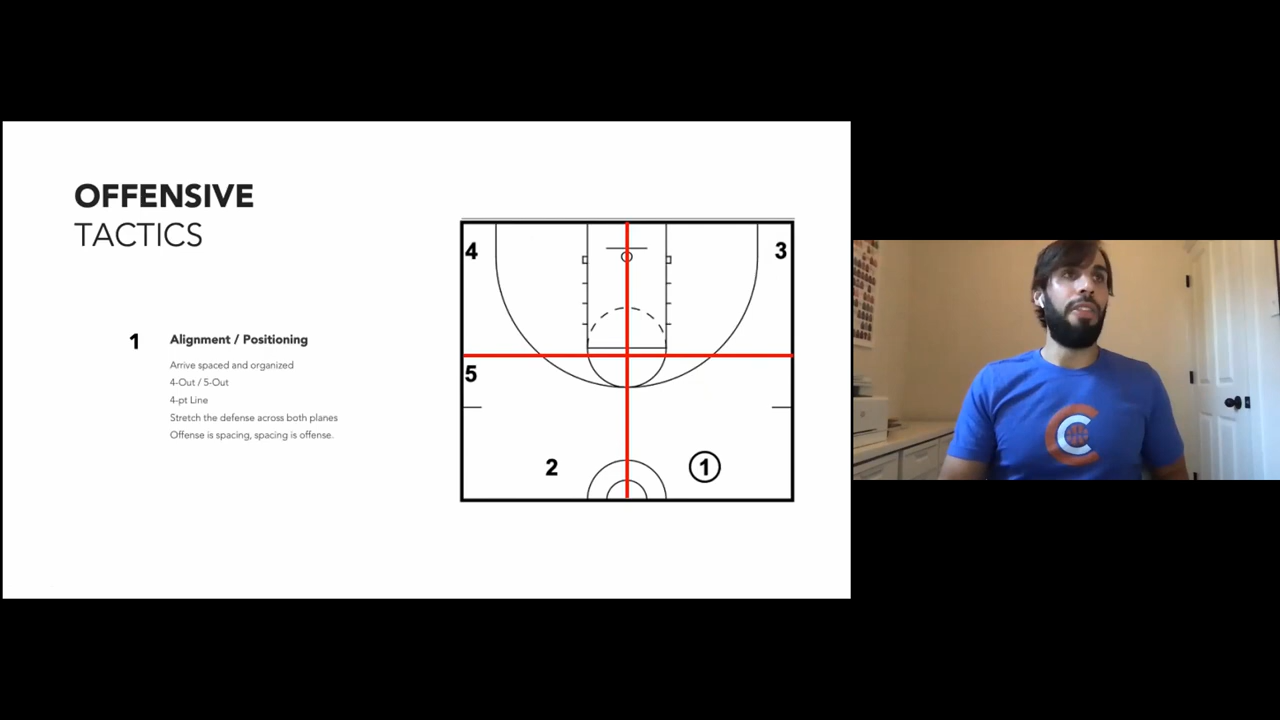 OFFENSIVE
TACTICS
1 Alignment / Positioning
Arrive spaced and organized
4-Out / 5-Out
4-pt Line
Stretch the defense across both planes
Offense is spacing, spacing is offense.
4 3
5
2 1
C